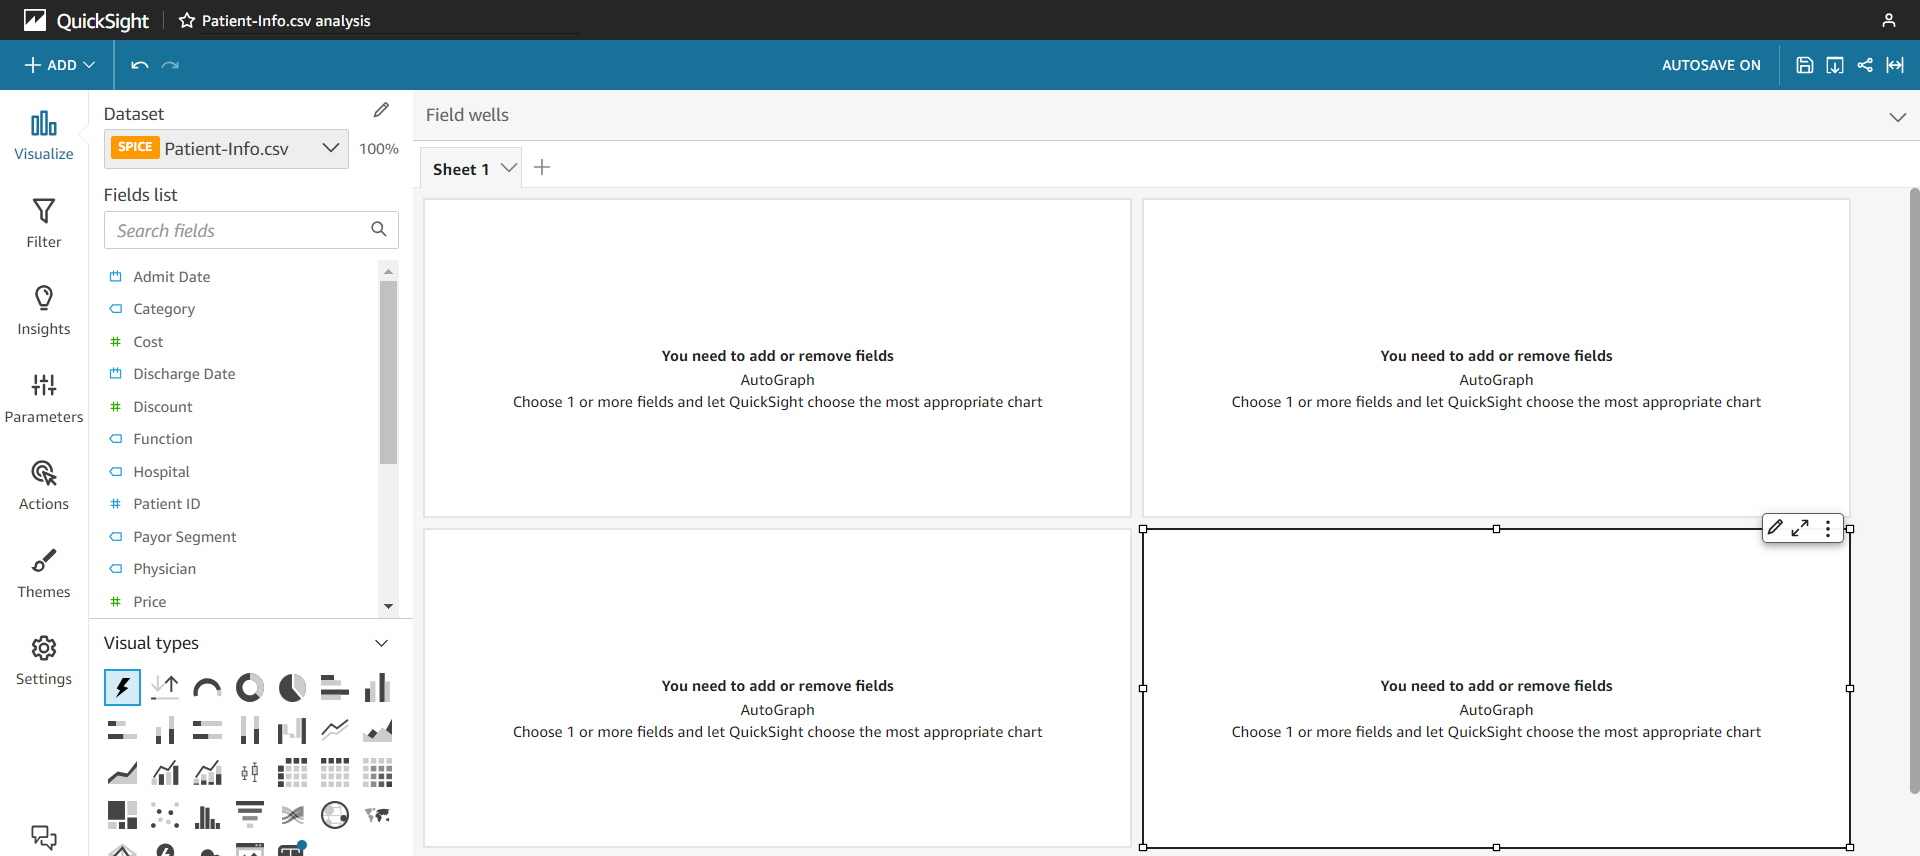 QuickSight
Patient-Info.csv analysis
ADD
AUTOSAVE ON
Visualize
Filter
Insights
Parameters
Actions
Themes
Settings
Dataset
SPICE Patient-Info.csv 100%
Fields list
Search fields
Admit Date
Category
Cost
Discharge Date
Discount
Function
Hospital
Patient ID
Payor Segment
Physician
Price
Visual types
Field wells
Sheet 1
You need to add or remove fields
AutoGraph
Choose 1 or more fields and let QuickSight choose the most appropriate chart
You need to add or remove fields
AutoGraph
Choose 1 or more fields and let QuickSight choose the most appropriate chart
You need to add or remove fields
AutoGraph
Choose 1 or more fields and let QuickSight choose the most appropriate chart
You need to add or remove fields
AutoGraph
Choose 1 or more fields and let QuickSight choose the most appropriate chart